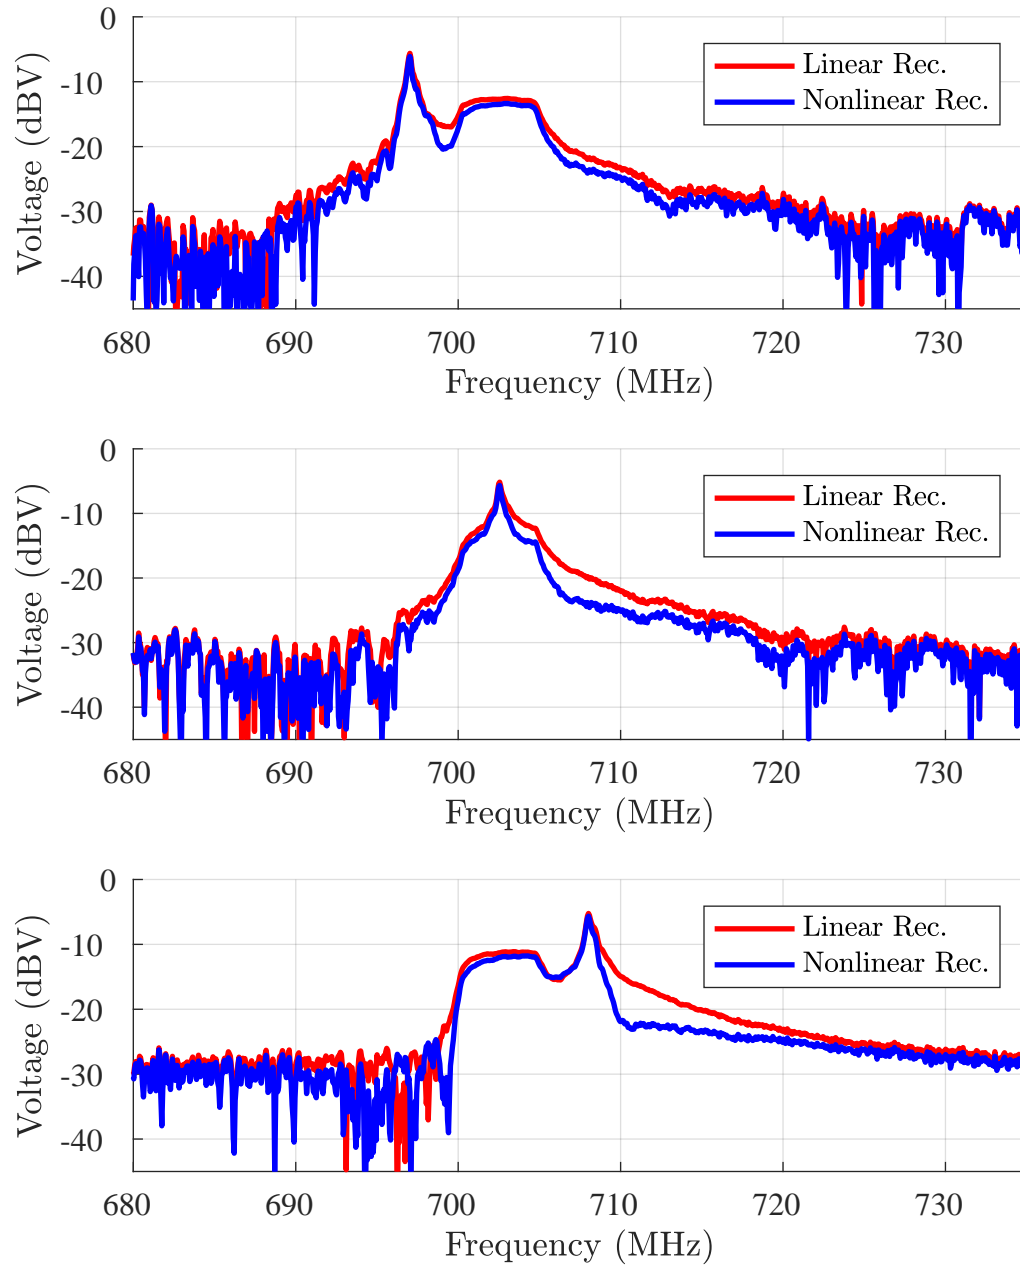 0
-10
-20
-30
-40
Voltage (dBV)
Linear Rec.
Nonlinear Rec.
680 690 700 710 720 730
Frequency (MHz)
0
-10
-20
-30
-40
Voltage (dBV)
Linear Rec.
Nonlinear Rec.
680 690 700 710 720 730
Frequency (MHz)
0
-10
-20
-30
-40
Voltage (dBV)
Linear Rec.
Nonlinear Rec.
680 690 700 710 720 730
Frequency (MHz)